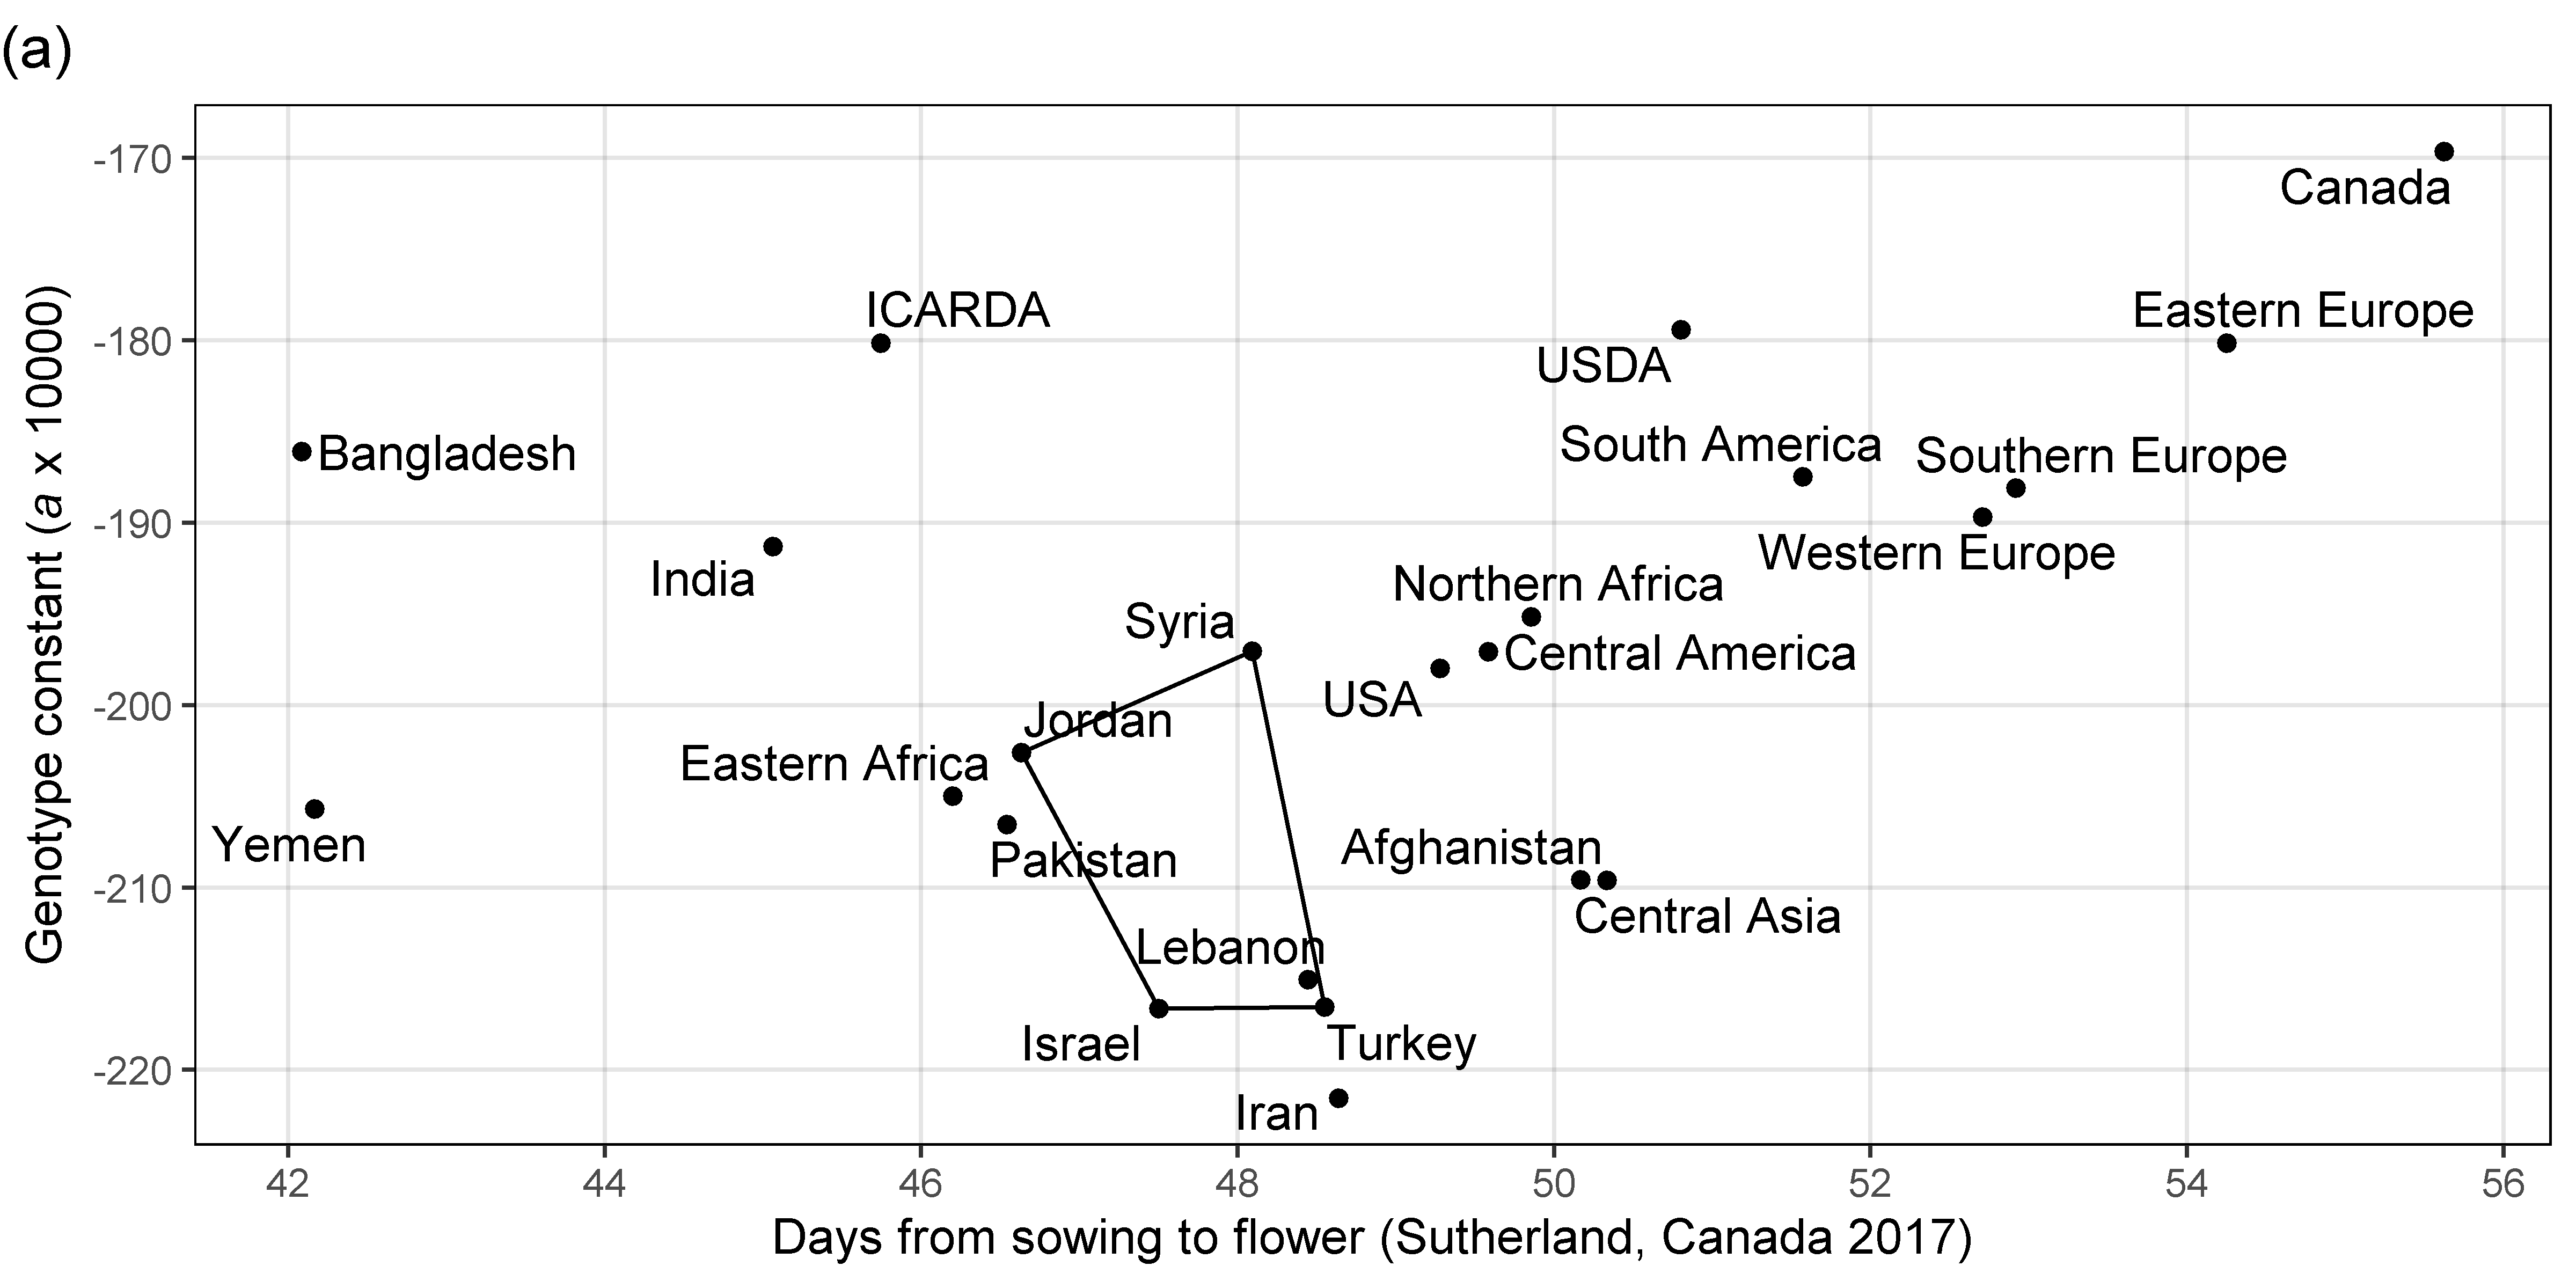 (a)
Genotype constant (a x 10000)
-170
-180
-190
-200
-210
-220
Canada
ICARDA
Eastern Europe
USDA
South America
Bangladesh
Southern Europe
Western Europe
India
Northern Africa
Syria
Central America
USA
Jordan
Eastern Africa
Yemen
Afghanistan
Pakistan
Central Asia
Lebanon
Israel
Turkey
Iran
42 44 46 48 50 52 54 56
Days from sowing to flower (Sutherland, Canada 2017)